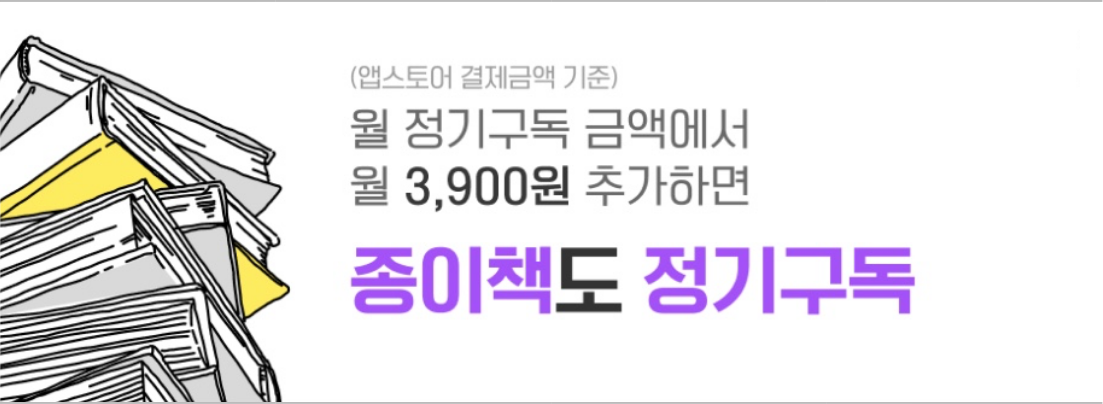 (앱스토어 결제금액 기준)
월 정기구독 금액에서
월 3,900원 추가하면
종이책도 정기구독